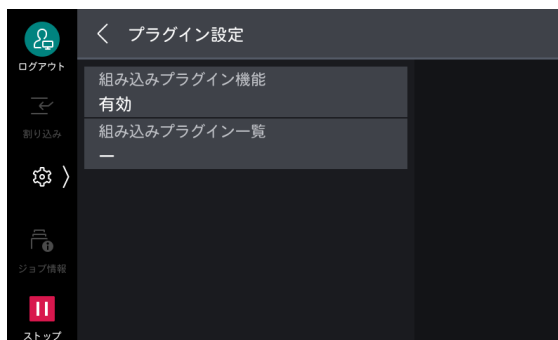 プラグイン設定
ログアウト
組み込みプラグイン機能
有効
割り込み
組み込みプラグイン一覧
ー
ジョブ情報
ストップ